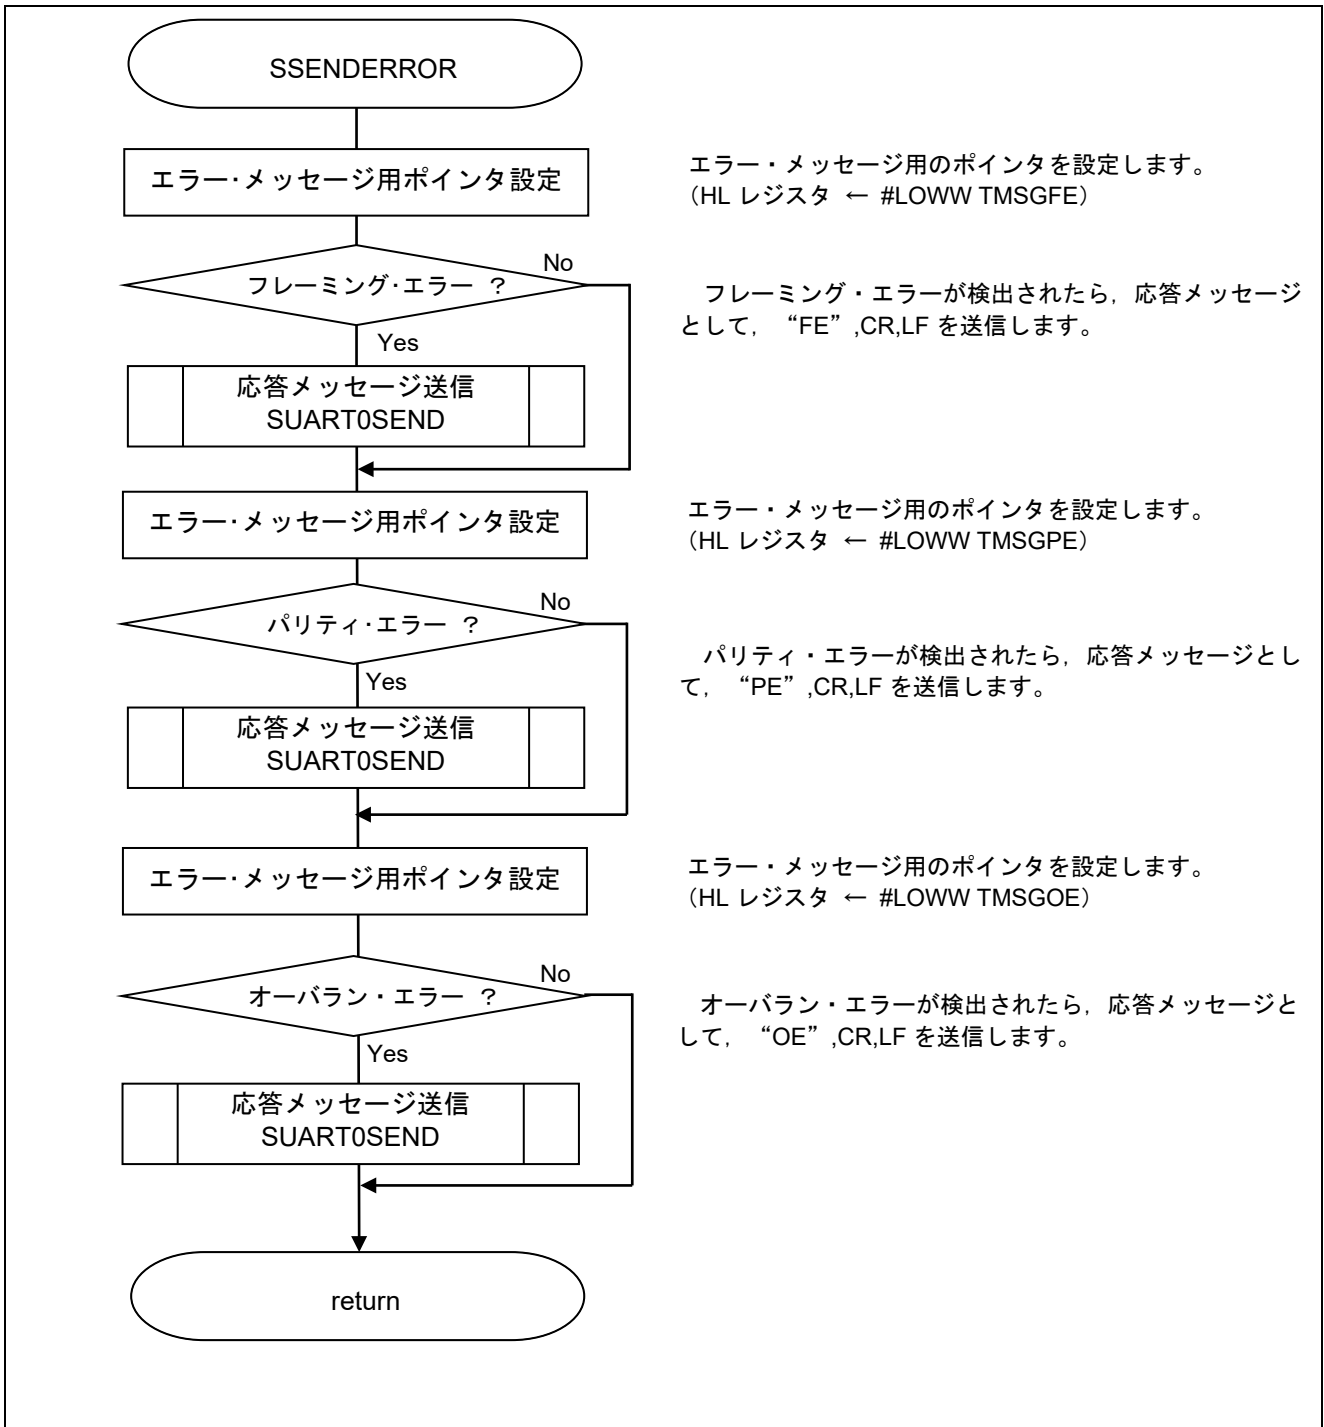 SSENDERROR
エラー・メッセージ用ポインタ設定
エラー・メッセージ用のポインタを設定します。
（HL レジスタ ← #LOWW TMSGFE）
フレーミング・エラー ？
No
フレーミング・エラーが検出されたら，応答メッセージ
として，“FE”,CR,LF を送信します。
Yes
応答メッセージ送信
SUART0SEND
エラー・メッセージ用ポインタ設定
エラー・メッセージ用のポインタを設定します。
（HL レジスタ ← #LOWW TMSGPE）
パリティ・エラー ？
No
パリティ・エラーが検出されたら，応答メッセージとし
て，“PE”,CR,LF を送信します。
Yes
応答メッセージ送信
SUART0SEND
エラー・メッセージ用ポインタ設定
エラー・メッセージ用のポインタを設定します。
（HL レジスタ ← #LOWW TMSGOE）
オーバラン・エラー ？
No
オーバラン・エラーが検出されたら，応答メッセージと
して，“OE”,CR,LF を送信します。
Yes
応答メッセージ送信
SUART0SEND
return